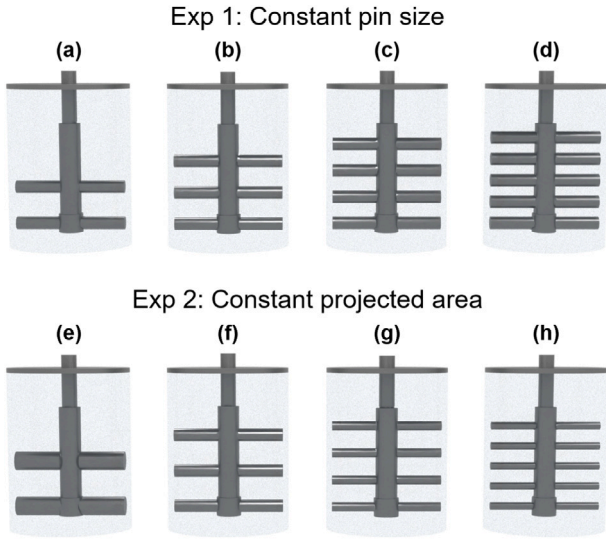 Exp 1: Constant pin size
(a) (b) (c) (d)
Exp 2: Constant projected area
(e) (f) (g) (h)